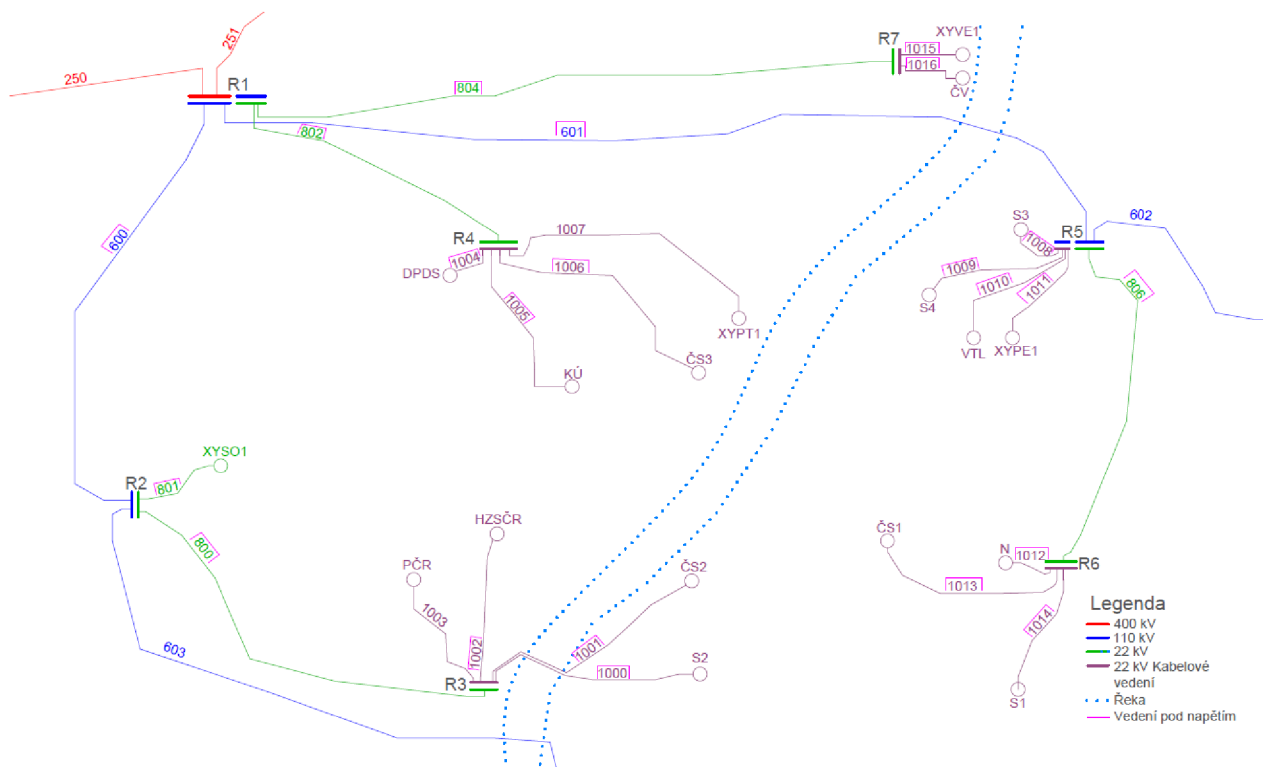 251
250
R1
804
802
601
R7
1015
1016
XYVE1
ČV
600
R4
1004
DPDS
1007
1006
1005
XYPT1
ČS3
KÚ
S3
1008
R5
602
1009
1010
1011
S4
VTL
XYPE1
806
XYSO1
801
R2
800
603
HZSČR
PČR
1003
1002
ČS2
1001
R3
1000
S2
ČS1
N
1012
R6
1013
1014
S1
Legenda
400 kV
110 kV
22 kV
22 kV Kabelové
vedení
Řeka
Vedení pod napětím